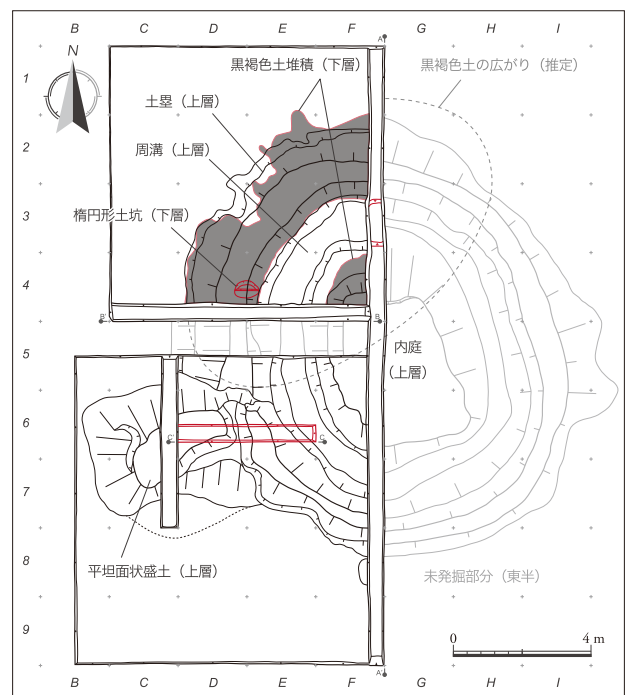 B C D E F G H I
A
N
1
黒褐色土堆積（下層）
黒褐色土の広がり（推定）
土塁（上層）
2
周溝（上層）
3
楕円形土坑（下層）
4
B' B
5
内庭
（上層）
6
C' C
7
8
平坦面状盛土（上層）
未発掘部分（東半）
9
0 4 m
A'
B C D E F G H I